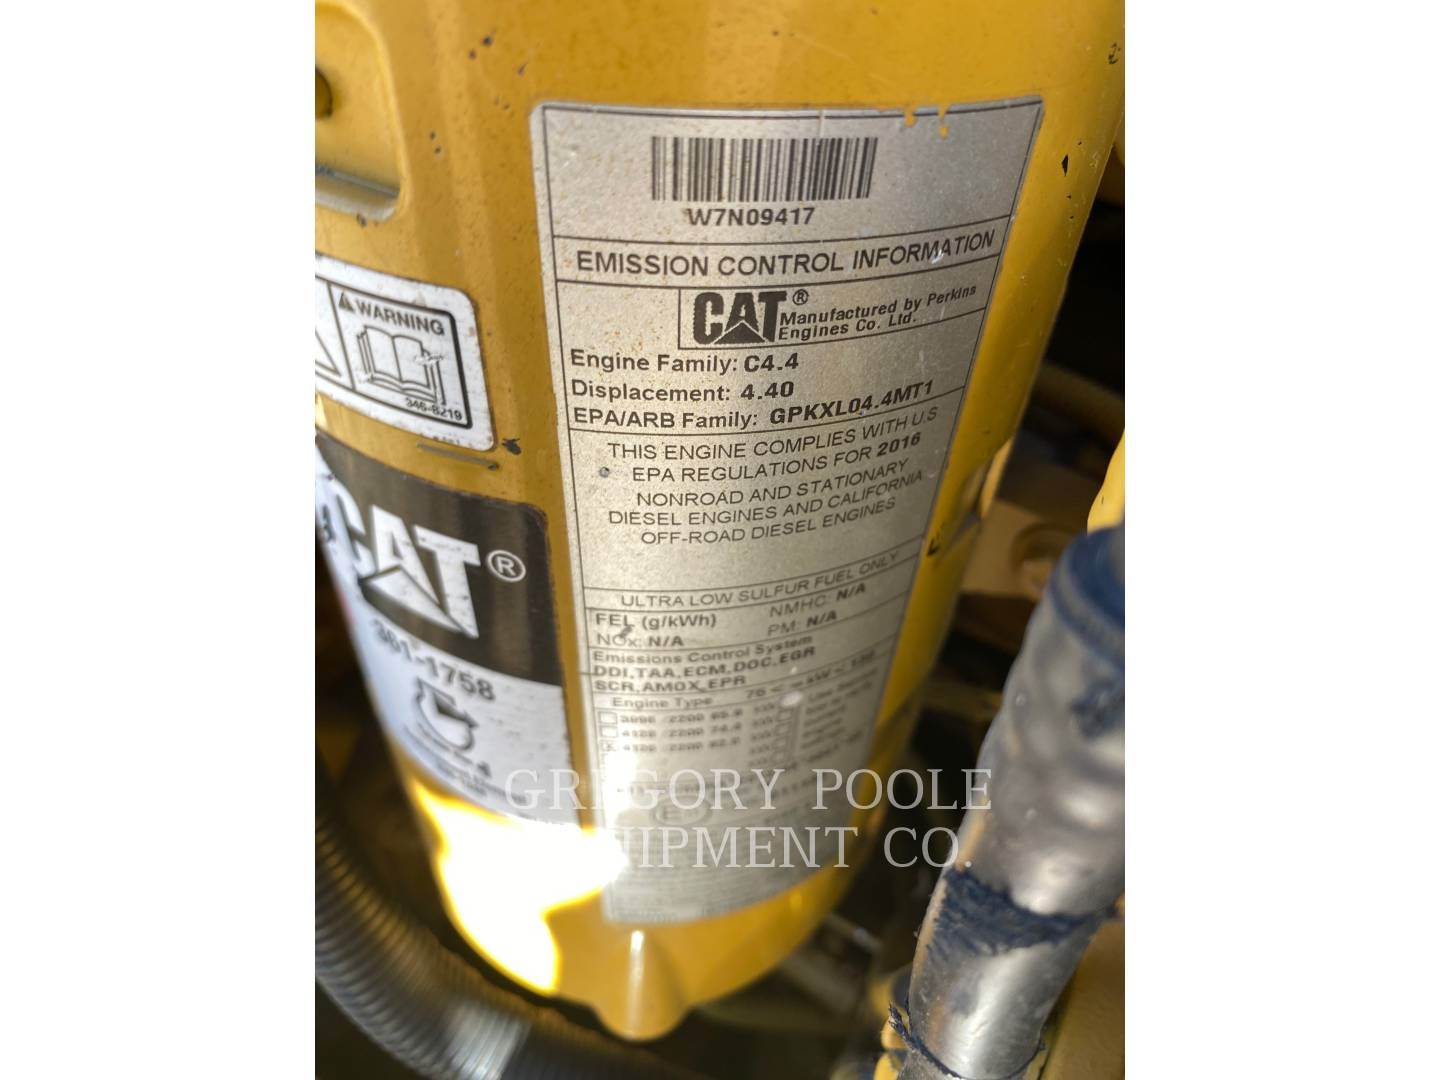 W7N09417
EMISSION CONTROL INFORMATION
CAT®
Manufactured by Perkins
Engines Co. Ltd.
Engine Family: C4.4
Displacement: 4.40
EPA/ARB Family: GPKXL04.4MT1
THIS ENGINE COMPLIES WITH U.S
EPA REGULATIONS FOR 2016
NONROAD AND STATIONARY
DIESEL ENGINES AND CALIFORNIA
OFF-ROAD DIESEL ENGINES
ULTRA LOW SULFUR FUEL ONLY
FEL (g/kWh) NMHC: N/A
NOx: N/A PM: N/A
Emissions Control System
DDI,TAA,ECM,DOC,EGR
SCR,AMOX,EPR
Engine Type
WARNING
346-8219
CAT®
361-1758
GREGORY POOLE
EQUIPMENT CO.